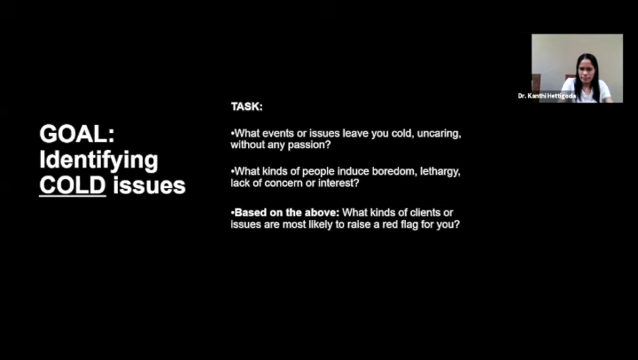 GOAL:
Identifying
COLD issues
TASK:
•What events or issues leave you cold, uncaring,
without any passion?
•What kinds of people induce boredom, lethargy,
lack of concern or interest?
•Based on the above: What kinds of clients or
issues are most likely to raise a red flag for you?
Dr. Kanthi Hettigoda